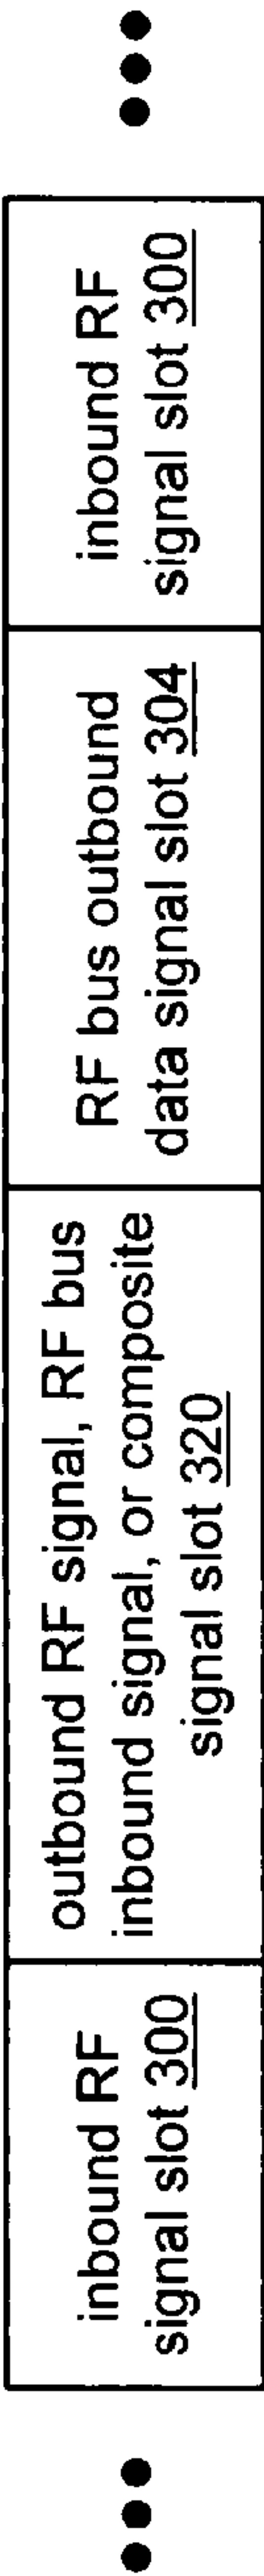 inbound RF
signal slot 300
outbound RF signal, RF bus
inbound signal, or composite
signal slot 320
RF bus outbound
data signal slot 304
inbound RF
signal slot 300